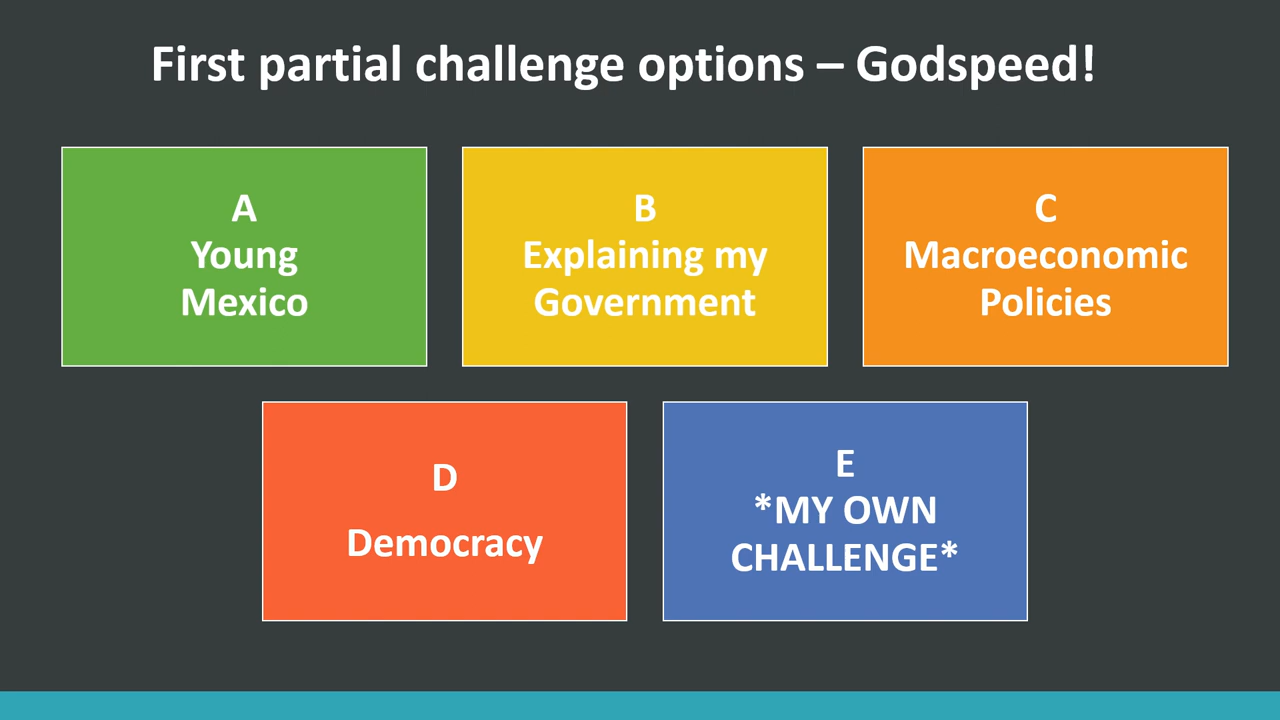 First partial challenge options – Godspeed!
A
Young
Mexico
B
Explaining my
Government
C
Macroeconomic
Policies
D
Democracy
E
*MY OWN
CHALLENGE*